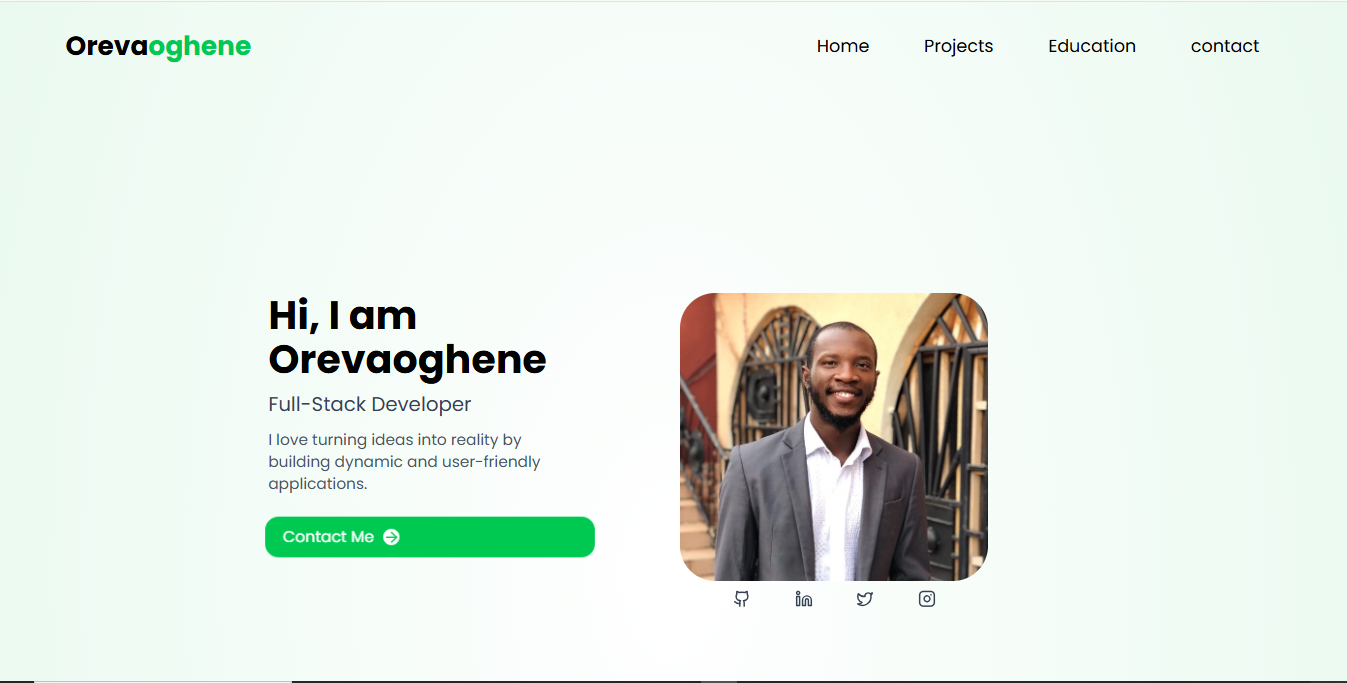 Orevaoghene
Home Projects Education contact
Hi, I am
Orevaoghene
Full-Stack Developer
I love turning ideas into reality by
building dynamic and user-friendly
applications.
Contact Me